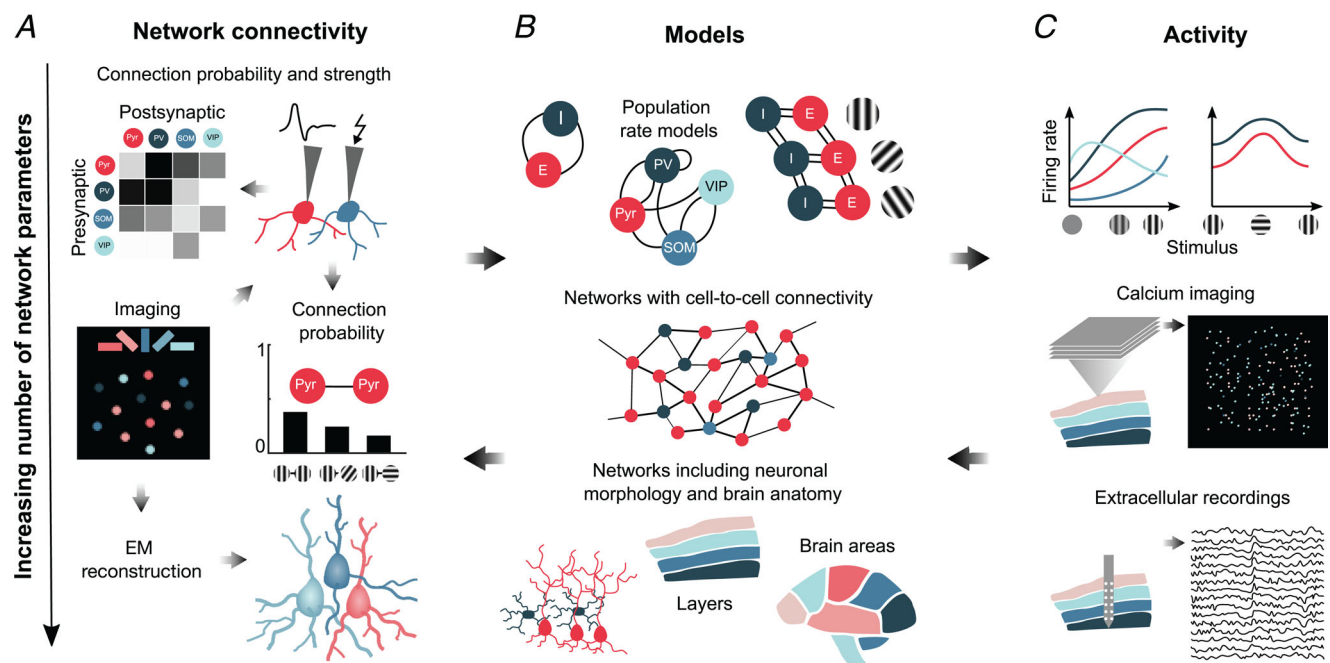 A
Network connectivity
Increasing number of network parameters
Connection probability and strength
Postsynaptic
Pyr
PV
SOM
VIP
Presynaptic
Pyr
PV
SOM
VIP
Imaging
Connection
probability
1
0
Pyr
Pyr
EM
reconstruction
B
Models
I
E
Population
rate models
PV
VIP
Pyr
SOM
I
E
I
E
I
E
Networks with cell-to-cell connectivity
Networks including neuronal
morphology and brain anatomy
Layers
Brain areas
C
Activity
Firing rate
Stimulus
Calcium imaging
Extracellular recordings